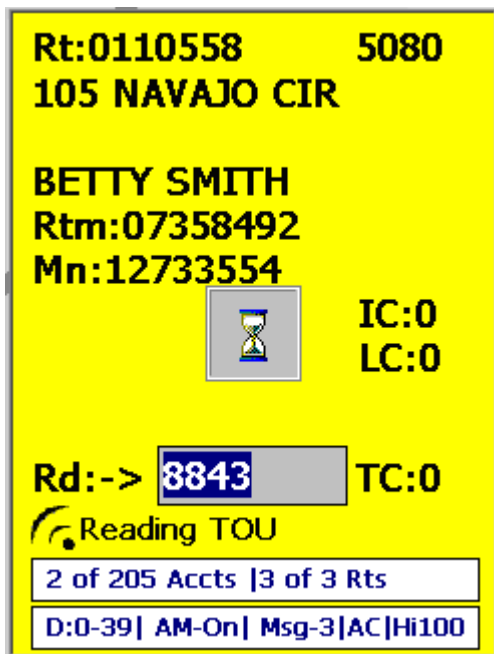 Rt:0110558 5080
105 NAVAJO CIR
BETTY SMITH
Rtm:07358492
Mn:12733554
IC:0
LC:0
Rd:-> 8843 TC:0
Reading TOU
2 of 205 Accts |3 of 3 Rts
D:0-39| AM-On| Msg-3|AC|Hi100